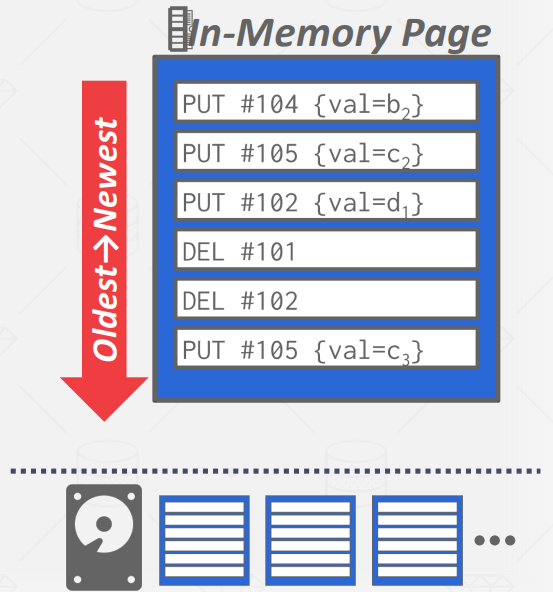 In-Memory Page
Oldest→Newest
PUT #104 {val=b₂}
PUT #105 {val=c₂}
PUT #102 {val=d₁}
DEL #101
DEL #102
PUT #105 {val=c₃}
•••